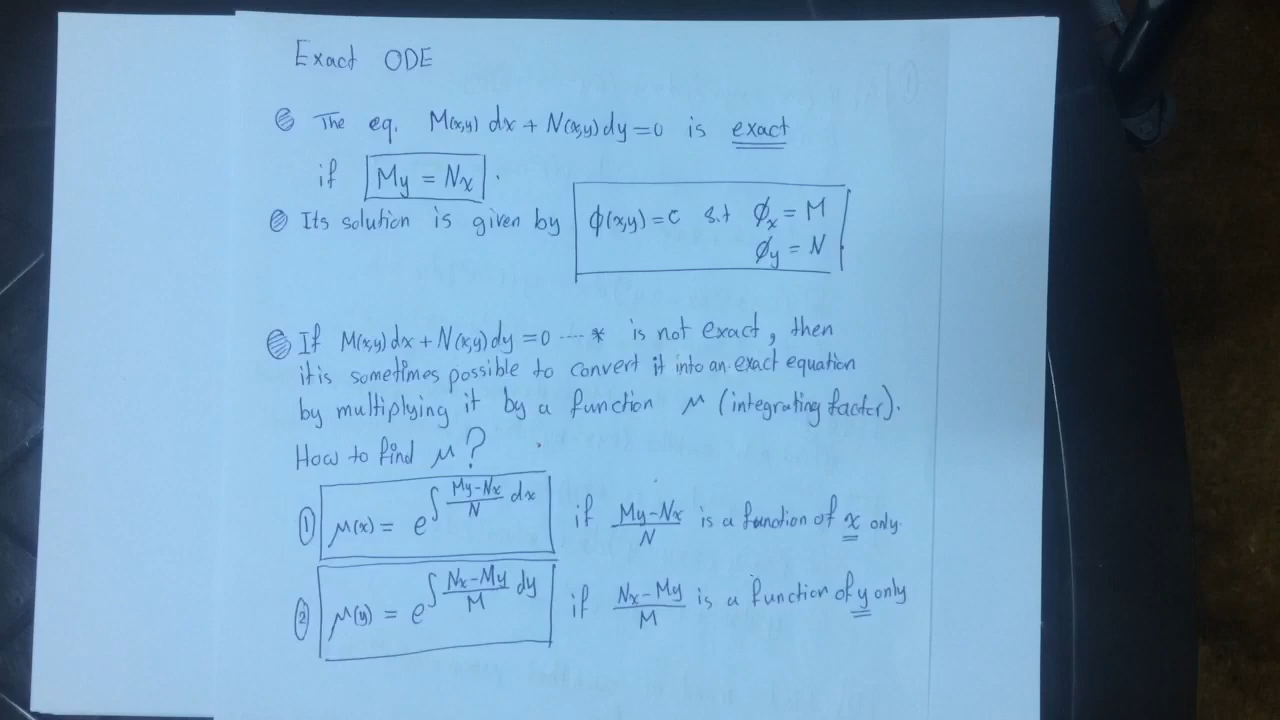 Exact ODE
The eq. M(x,y) dx + N(x,y) dy = 0 is exact
if My = Nx .
Its solution is given by ϕ(x,y) = C s.t ϕx = M
ϕy = N
If M(x,y) dx + N(x,y) dy = 0 ---- * is not exact, then
it is sometimes possible to convert it into an exact equation
by multiplying it by a function μ (integrating factor).
How to find μ?
① μ(x) = e^∫ (My-Nx)/N dx if (My-Nx)/N is a function of x only.
② μ(y) = e^∫ (Nx-My)/M dy if (Nx-My)/M is a function of y only